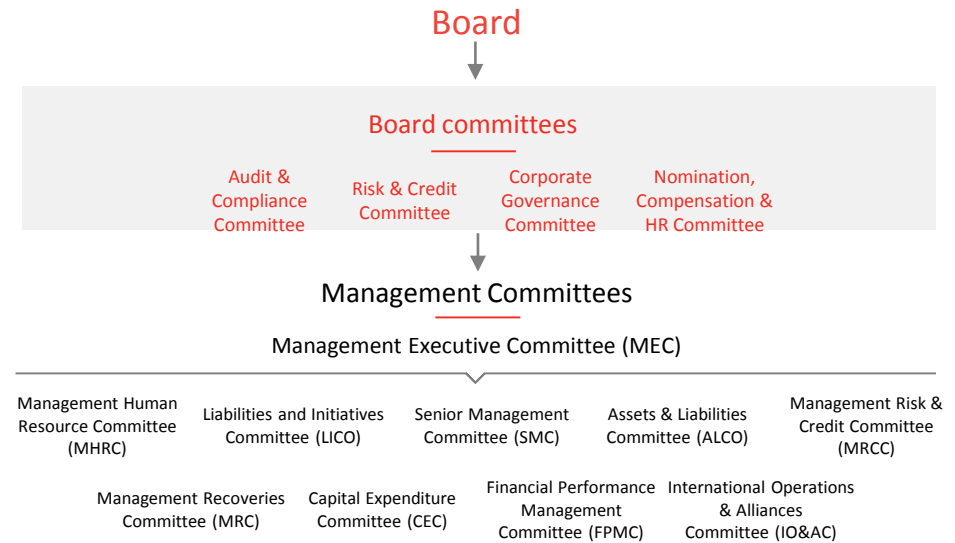 Board
Board committees
Audit &
Compliance
Committee
Risk & Credit
Committee
Corporate
Governance
Committee
Nomination,
Compensation &
HR Committee
Management Committees
Management Executive Committee (MEC)
Management Human
Resource Committee
(MHRC)
Liabilities and Initiatives
Committee (LICO)
Senior Management
Committee (SMC)
Assets & Liabilities
Committee (ALCO)
Management Risk &
Credit Committee
(MRCC)
Management Recoveries
Committee (MRC)
Capital Expenditure
Committee (CEC)
Financial Performance
Management
Committee (FPMC)
International Operations
& Alliances
Committee (IO&AC)